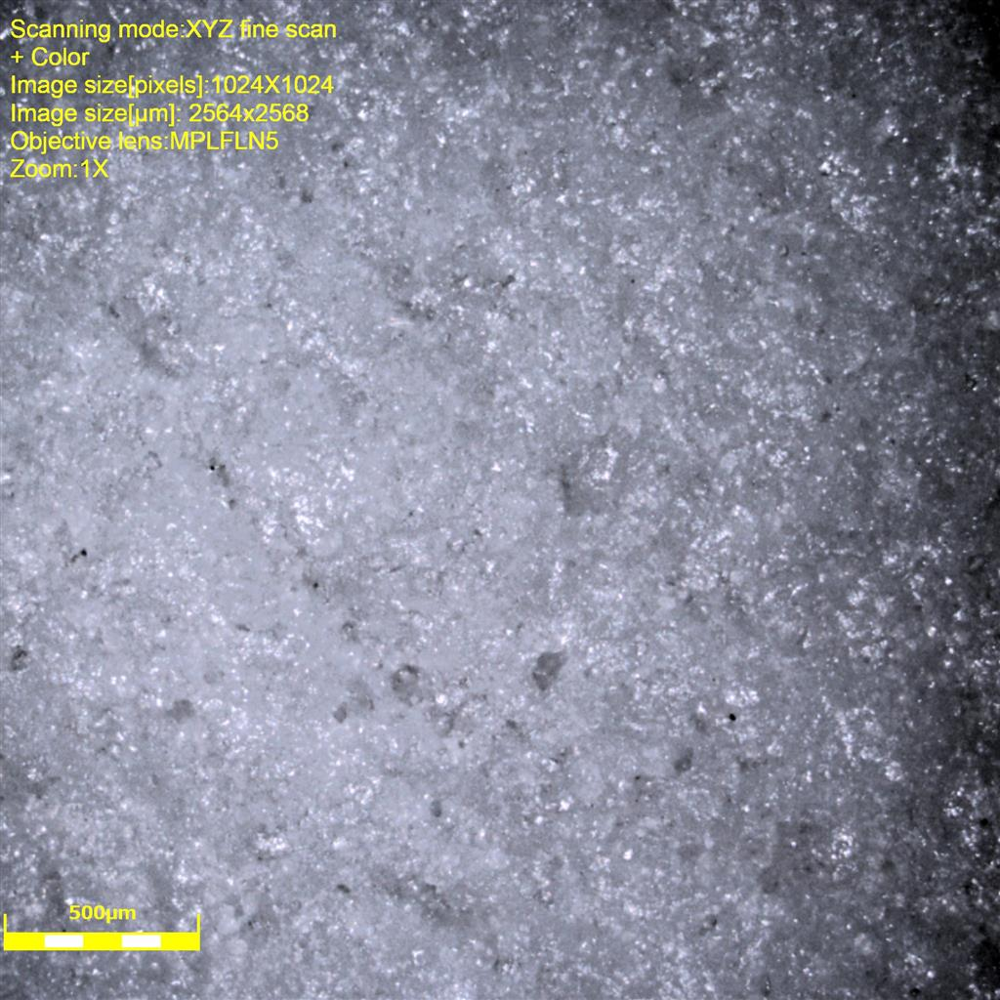 Scanning mode:XYZ fine scan
+ Color
Image size[pixels]:1024X1024
Image size[µm]: 2564x2568
Objective lens:MPLFLN5
Zoom:1X
500µm